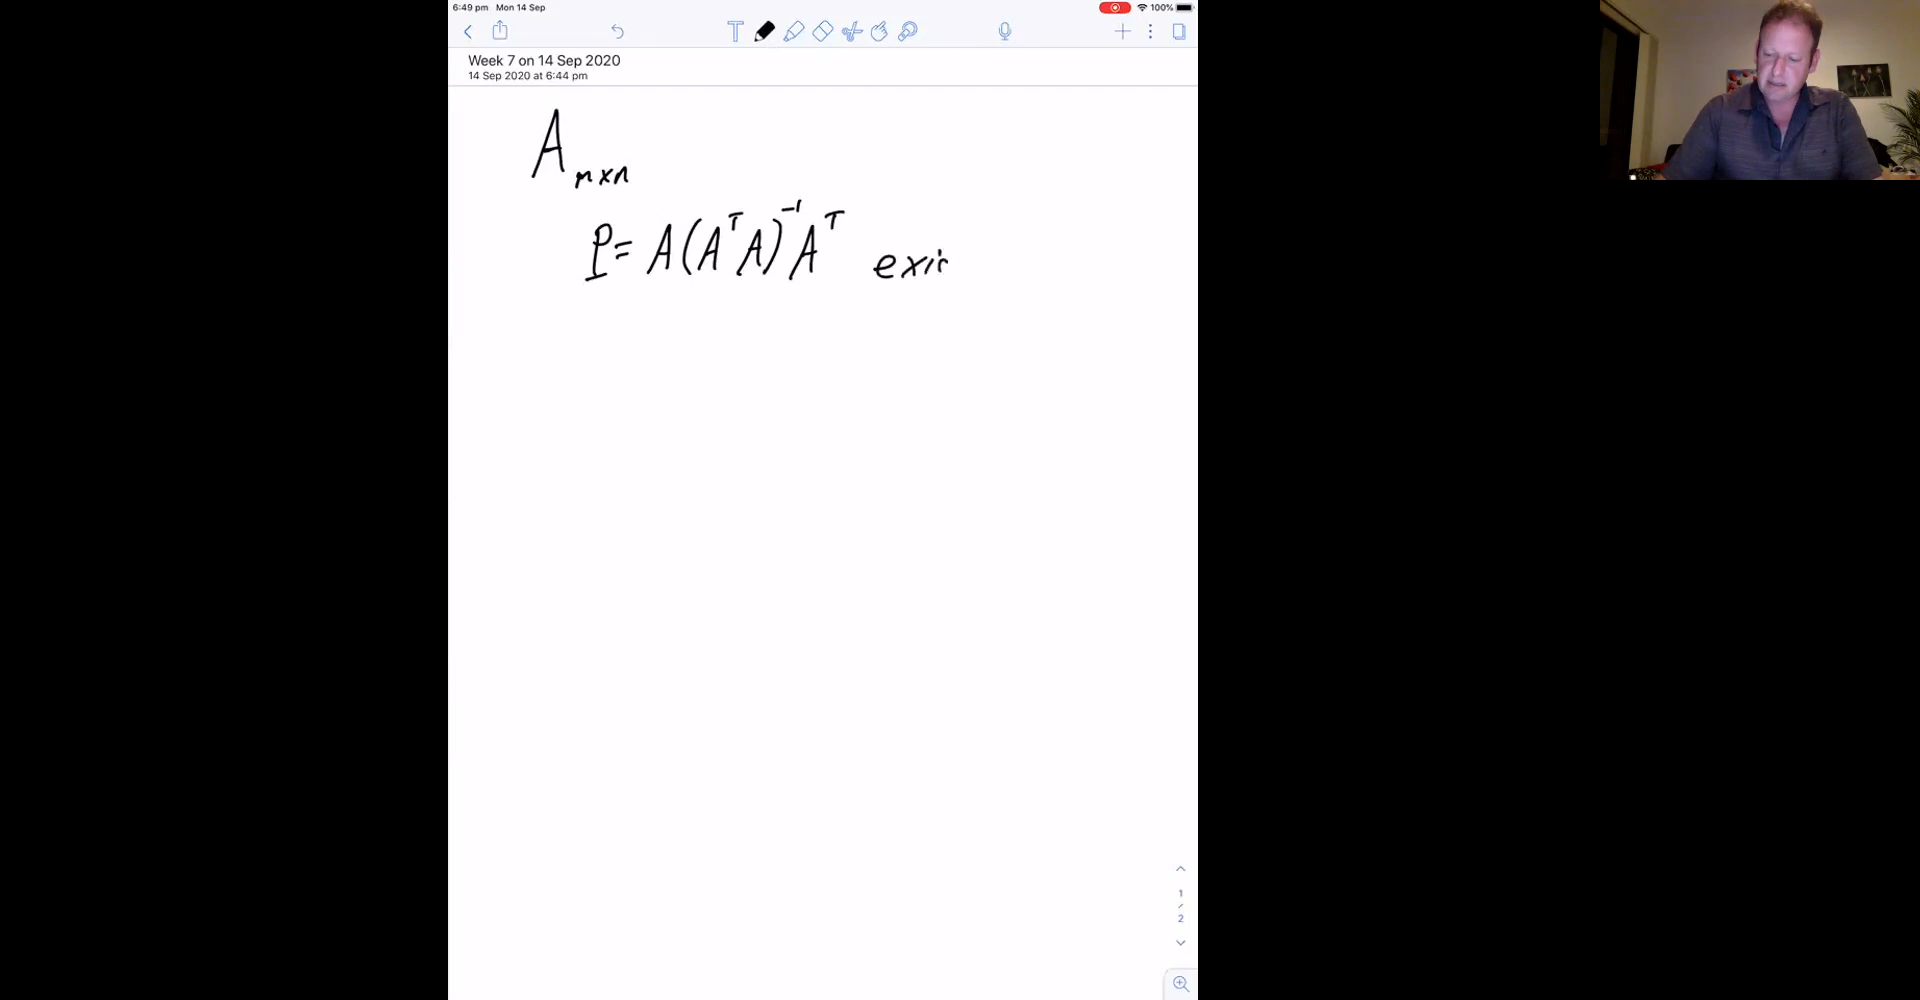 6:49 pm Mon 14 Sep 100%
Week 7 on 14 Sep 2020
14 Sep 2020 at 6:44 pm
A m×n
P = A(AᵀA)⁻¹Aᵀ exi
1
/
2